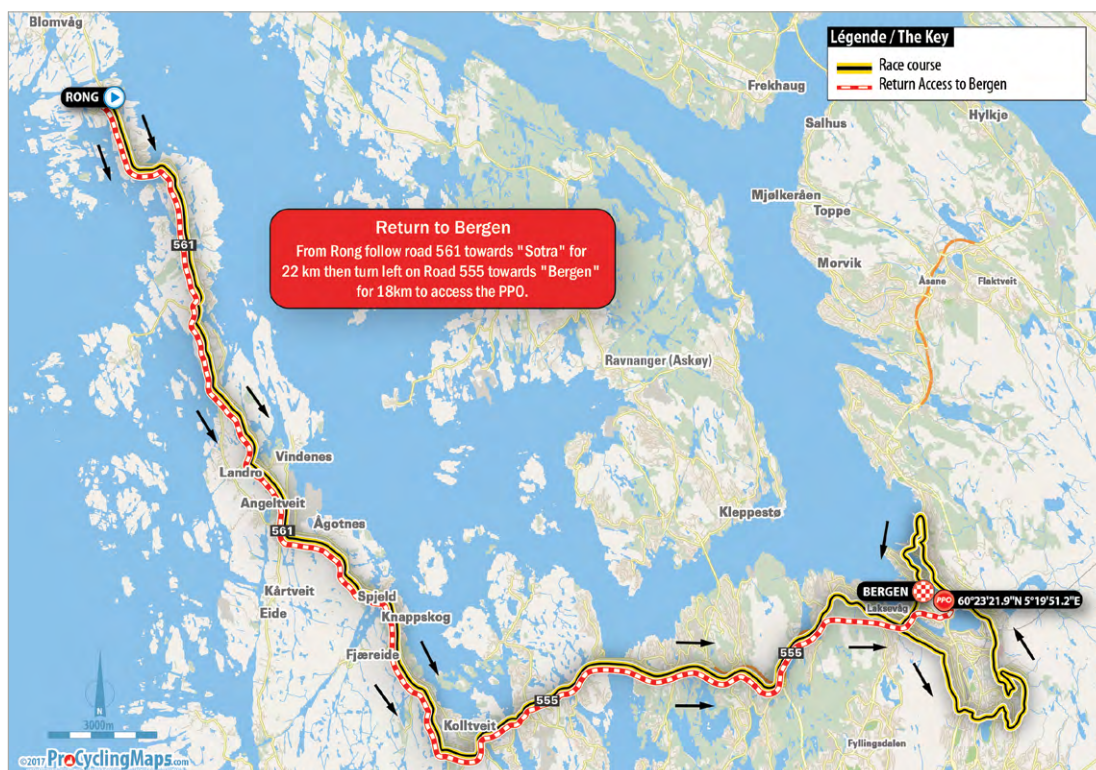 Blomvåg
RONG
Légende / The Key
Race course
Return Access to Bergen
Frekhaug
Salhus
Hylkje
Mjølkeråen
Toppe
Morvik
Åsane
Flaktveit
561
Return to Bergen
From Rong follow road 561 towards "Sotra" for
22 km then turn left on Road 555 towards "Bergen"
for 18km to access the PPO.
Ravnanger (Askøy)
Vindenes
Landro
Angeltveit
Ågotnes
561
Kleppestø
Kårtveit
Eide
Spjeld
Knappskog
Fjæreide
BERGEN
PPO
60°23'21.9"N 5°19'51.2"E
Laksevåg
555
555
Kolltveit
Fyllingsdalen
N
3000m
©2017 ProCyclingMaps.com